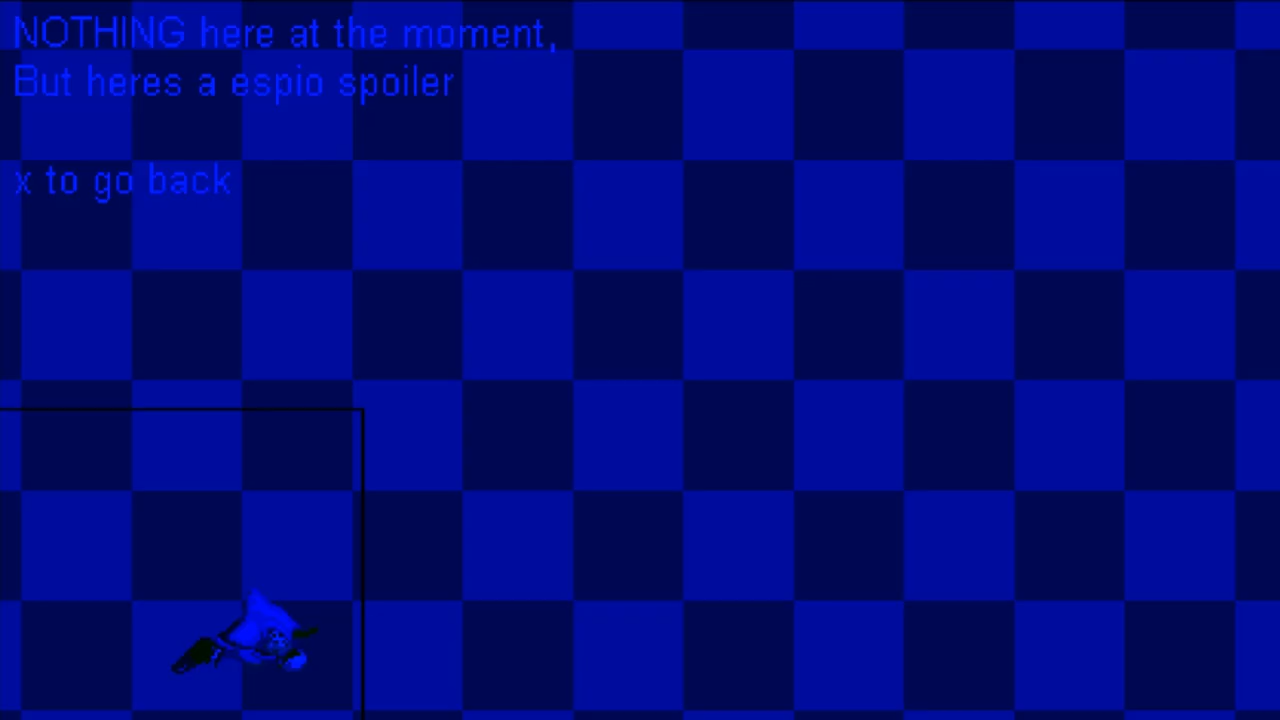 NOTHING here at the moment,
But heres a espio spoiler
x to go back